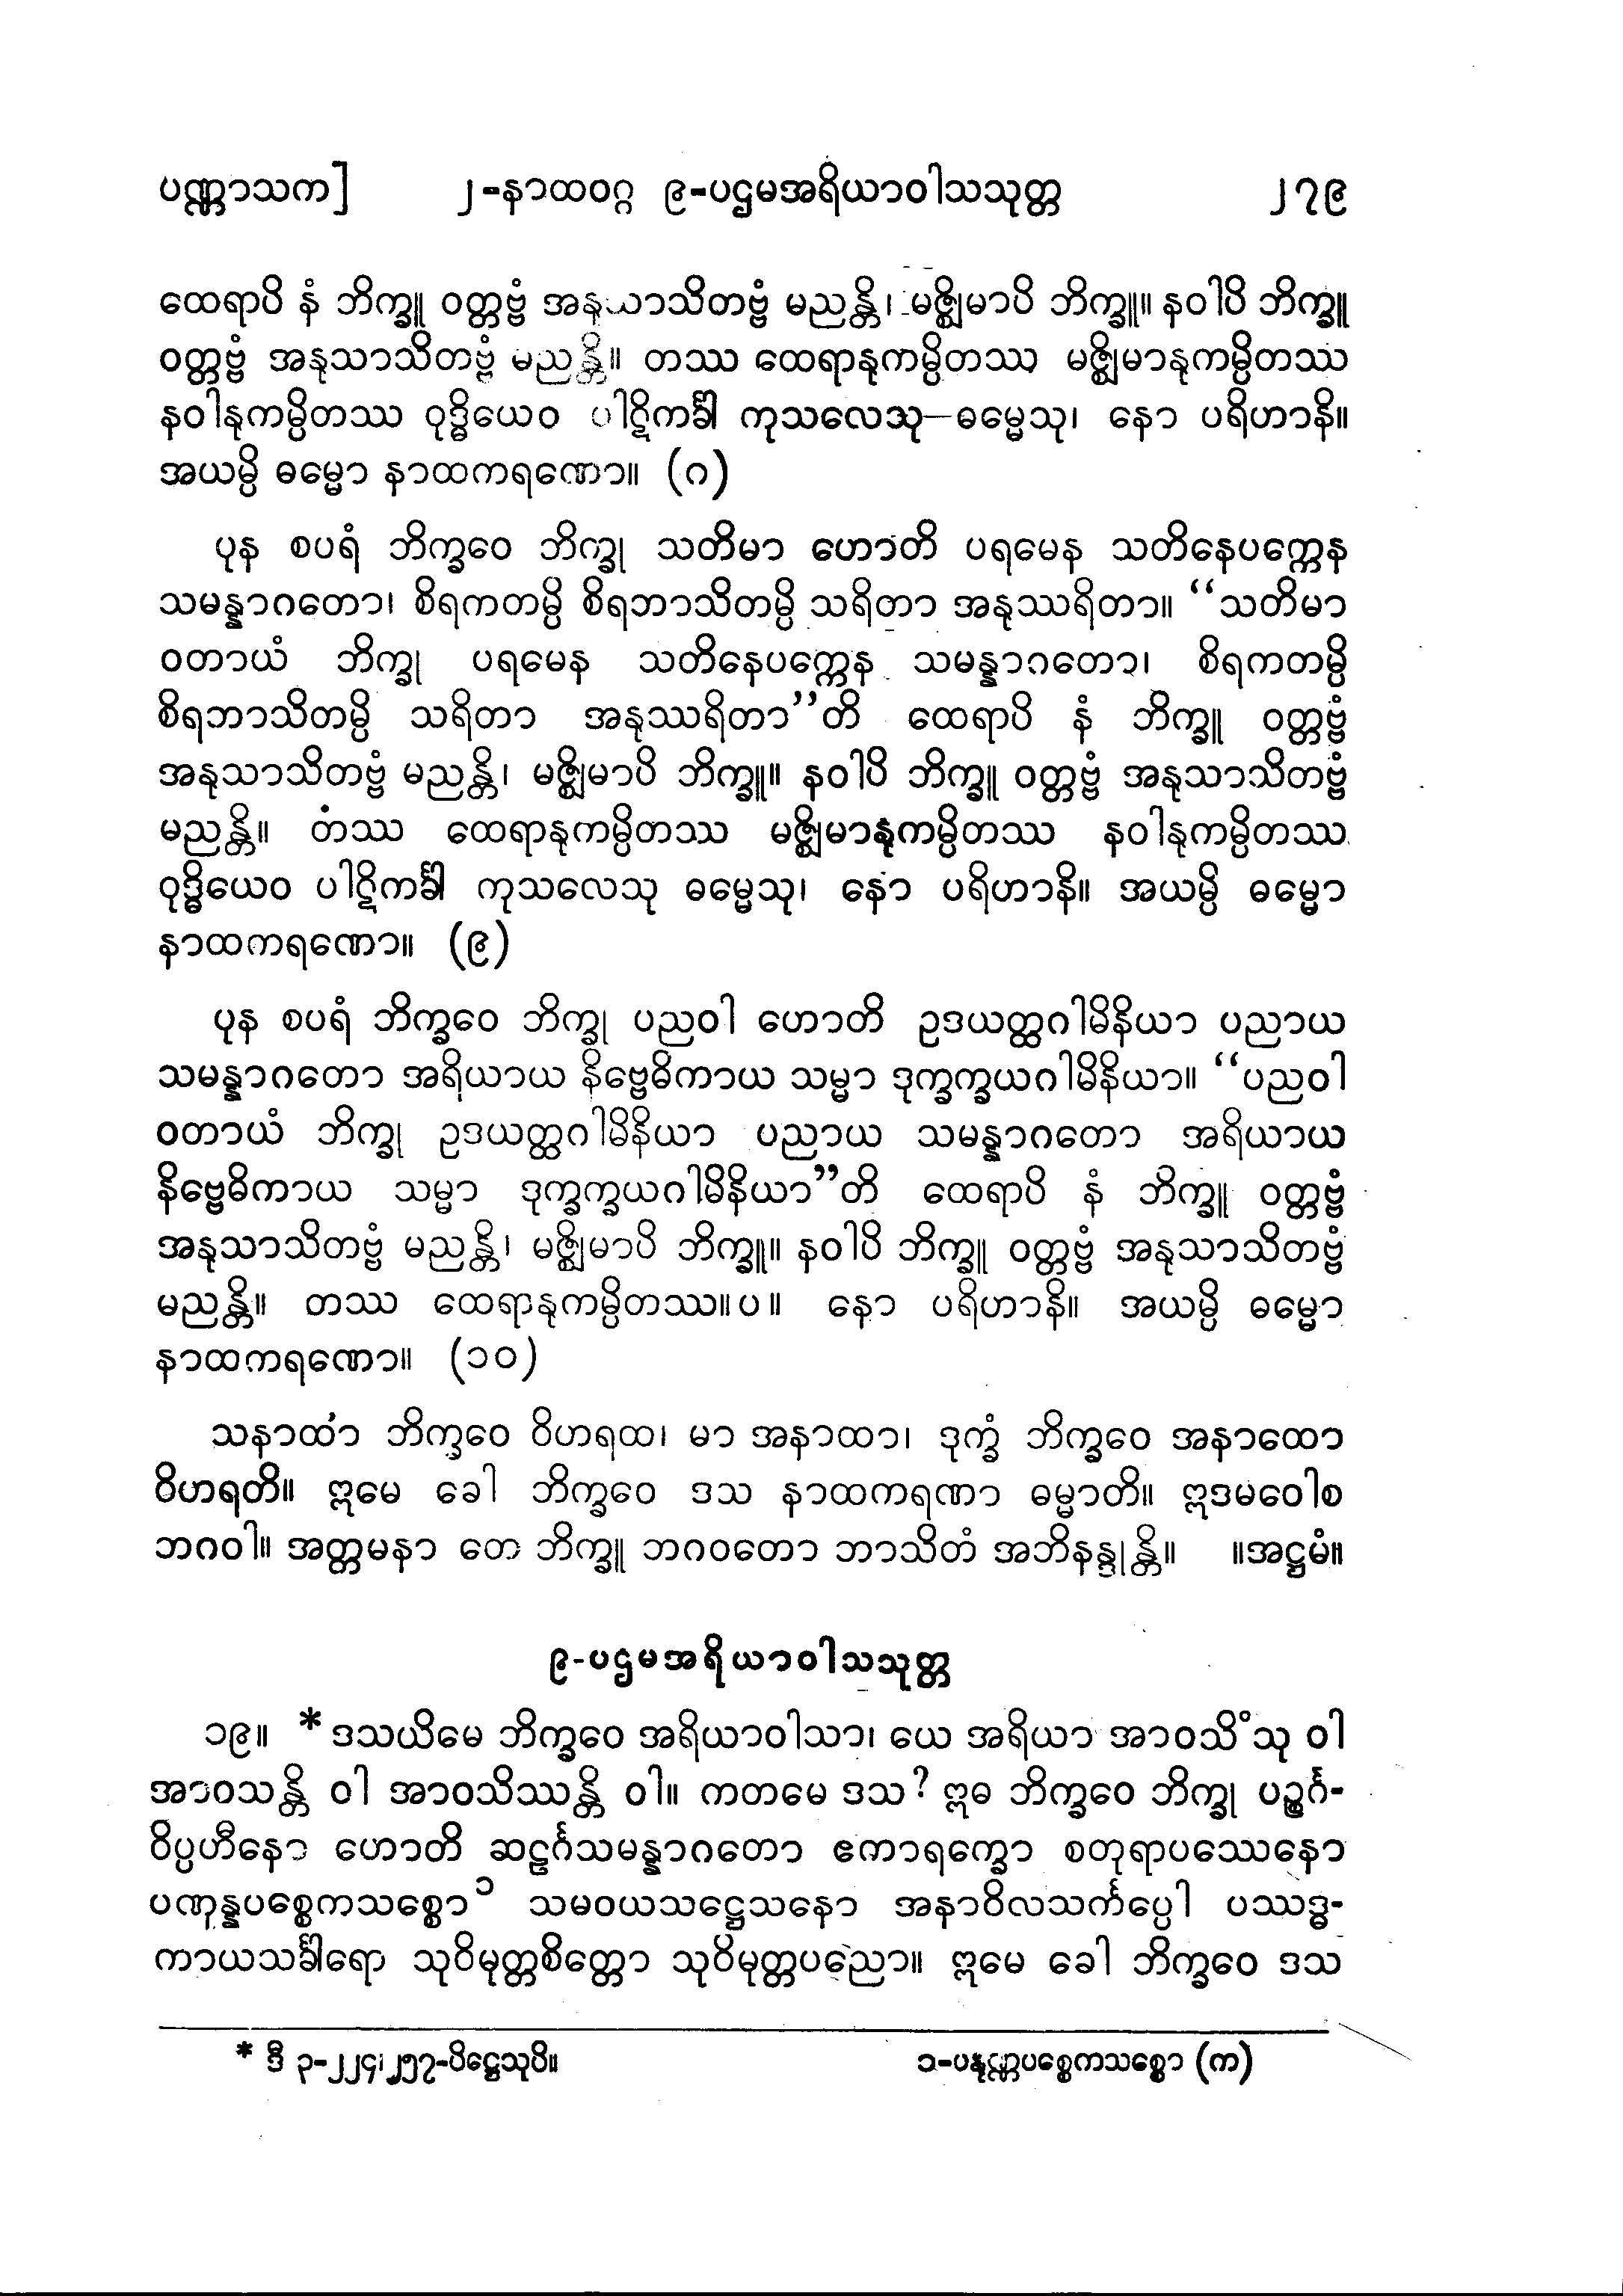 ပဏ္ဏာသက] ၂-နာထဝဂ္ဂ ၉-ပဌမအရိယာဝါသသုတ္တ ၂၇၉
ထေရာပိ နံ ဘိက္ခူ ဝတ္တဗ္ဗံ အနုသာသိတဗ္ဗံ မညန္တိ၊ မဇ္ဈိမာပိ ဘိက္ခူ။ နဝါပိ ဘိက္ခူ
ဝတ္တဗ္ဗံ အနုသာသိတဗ္ဗံ မညန္တိ။ တဿ ထေရာနုကမ္ပိတဿ မဇ္ဈိမာနုကမ္ပိတဿ
နဝါနုကမ္ပိတဿ ဝုဒ္ဓိယေဝ ပါဋိကင်္ခါ ကုသလေသု ဓမ္မေသု၊ နော ပရိဟာနိ။
အယမ္ပိ ဓမ္မော နာထကရဏော။ (ဂ)
ပုန စပရံ ဘိက္ခဝေ ဘိက္ခု သတိမာ ဟောတိ ပရမေန သတိနေပက္ကေန
သမန္နာဂတော၊ စိရကတမ္ပိ စိရဘာသိတမ္ပိ သရိတာ အနုဿရိတာ။ “သတိမာ
ဝတာယံ ဘိက္ခု ပရမေန သတိနေပက္ကေန သမန္နာဂတော၊ စိရကတမ္ပိ
စိရဘာသိတမ္ပိ သရိတာ အနုဿရိတာ”တိ ထေရာပိ နံ ဘိက္ခူ ဝတ္တဗ္ဗံ
အနုသာသိတဗ္ဗံ မညန္တိ၊ မဇ္ဈိမာပိ ဘိက္ခူ။ နဝါပိ ဘိက္ခူ ဝတ္တဗ္ဗံ အနုသာသိတဗ္ဗံ
မညန္တိ။ တဿ ထေရာနုကမ္ပိတဿ မဇ္ဈိမာနုကမ္ပိတဿ နဝါနုကမ္ပိတဿ
ဝုဒ္ဓိယေဝ ပါဋိကင်္ခါ ကုသလေသု ဓမ္မေသု၊ နော ပရိဟာနိ။ အယမ္ပိ ဓမ္မော
နာထကရဏော။ (၉)
ပုန စပရံ ဘိက္ခဝေ ဘိက္ခု ပညဝါ ဟောတိ ဥဒယတ္ထဂါမိနိယာ ပညာယ
သမန္နာဂတော အရိယာယ နိဗ္ဗေဓိကာယ သမ္မာ ဒုက္ခက္ခယဂါမိနိယာ။ “ပညဝါ
ဝတာယံ ဘိက္ခု ဥဒယတ္ထဂါမိနိယာ ပညာယ သမန္နာဂတော အရိယာယ
နိဗ္ဗေဓိကာယ သမ္မာ ဒုက္ခက္ခယဂါမိနိယာ”တိ ထေရာပိ နံ ဘိက္ခူ ဝတ္တဗ္ဗံ
အနုသာသိတဗ္ဗံ မညန္တိ၊ မဇ္ဈိမာပိ ဘိက္ခူ။ နဝါပိ ဘိက္ခူ ဝတ္တဗ္ဗံ အနုသာသိတဗ္ဗံ
မညန္တိ။ တဿ ထေရာနုကမ္ပိတဿ။ပ။ နော ပရိဟာနိ။ အယမ္ပိ ဓမ္မော
နာထကရဏော။ (၁၀)
သနာထာ ဘိက္ခဝေ ဝိဟရထ၊ မာ အနာထာ၊ ဒုက္ခံ ဘိက္ခဝေ အနာထော
ဝိဟရတိ။ ဣမေ ခေါ ဘိက္ခဝေ ဒသ နာထကရဏာ ဓမ္မာတိ။ ဣဒမဝေါစ
ဘဂဝါ။ အတ္တမနာ တေ ဘိက္ခူ ဘဂဝတော ဘာသိတံ အဘိနန္ဒုန္တိ။ ။အဋ္ဌမံ။
၉-ပဌမအရိယာဝါသသုတ္တ
၁၉။ *ဒသယိမေ ဘိက္ခဝေ အရိယာဝါသာ၊ ယေ အရိယာ အာဝသိံသု ဝါ
အာဝသန္တိ ဝါ အာဝသိဿန္တိ ဝါ။ ကတမေ ဒသ? ဣဓ ဘိက္ခဝေ ဘိက္ခု ပဉ္စင်္ဂ-
ဝိပ္ပဟီနော ဟောတိ ဆဠင်္ဂသမန္နာဂတော ဧကာရက္ခော စတုရာပဿေနော
ပဏုန္နပစ္စေကသစ္စော၁ သမဝယသဋ္ဌေသနော အနာဝိလသင်္ကပ္ပေါ ပဿဒ္ဓ-
ကာယသင်္ခါရော သုဝိမုတ္တစိတ္တော သုဝိမုတ္တပညော။ ဣမေ ခေါ ဘိက္ခဝေ ဒသ
* ဒီ ၃-၂၂၄၊၂၅၇-ပိဋ္ဌေသုပိ။ ၁-ပနုဏ္ဏပစ္စေကသစ္စော (က)